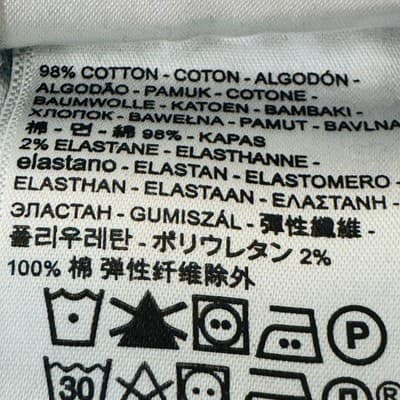 98% COTTON - COTON - ALGODÓN -
ALGODÃO - PAMUK - COTONE -
BAUMWOLLE - KATOEN - BAMBAKI -
ХЛОПОК - BAWEŁNA - PAMUT - BAVLNA
棉 - 면 - 綿 98% - KAPAS
2% ELASTANE - ELASTHANNE -
elastano - ELASTAN - ELASTOMERO -
ELASTHAN - ELASTAAN - ΕΛΑΣΤΑΝΗ -
ЭЛАСТАН - GUMISZÁL - 彈性纖維 -
폴리우레탄 - ポリウレタン 2%
100% 棉 弹性纤维除外
P
30